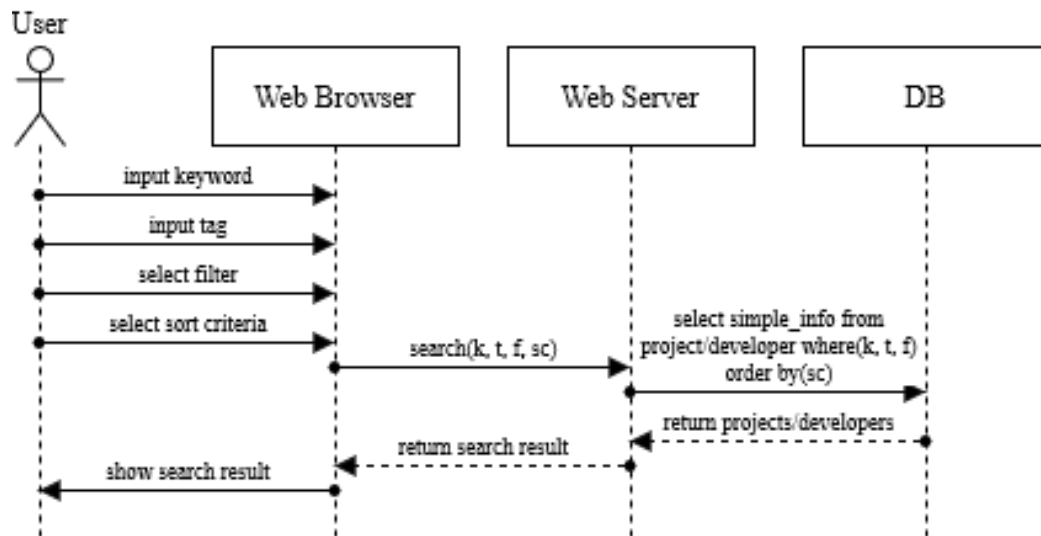 User
Web Browser
Web Server
DB
input keyword
input tag
select filter
select sort criteria
search(k, t, f, sc)
select simple_info from
project/developer where(k, t, f)
order by(sc)
return projects/developers
return search result
show search result